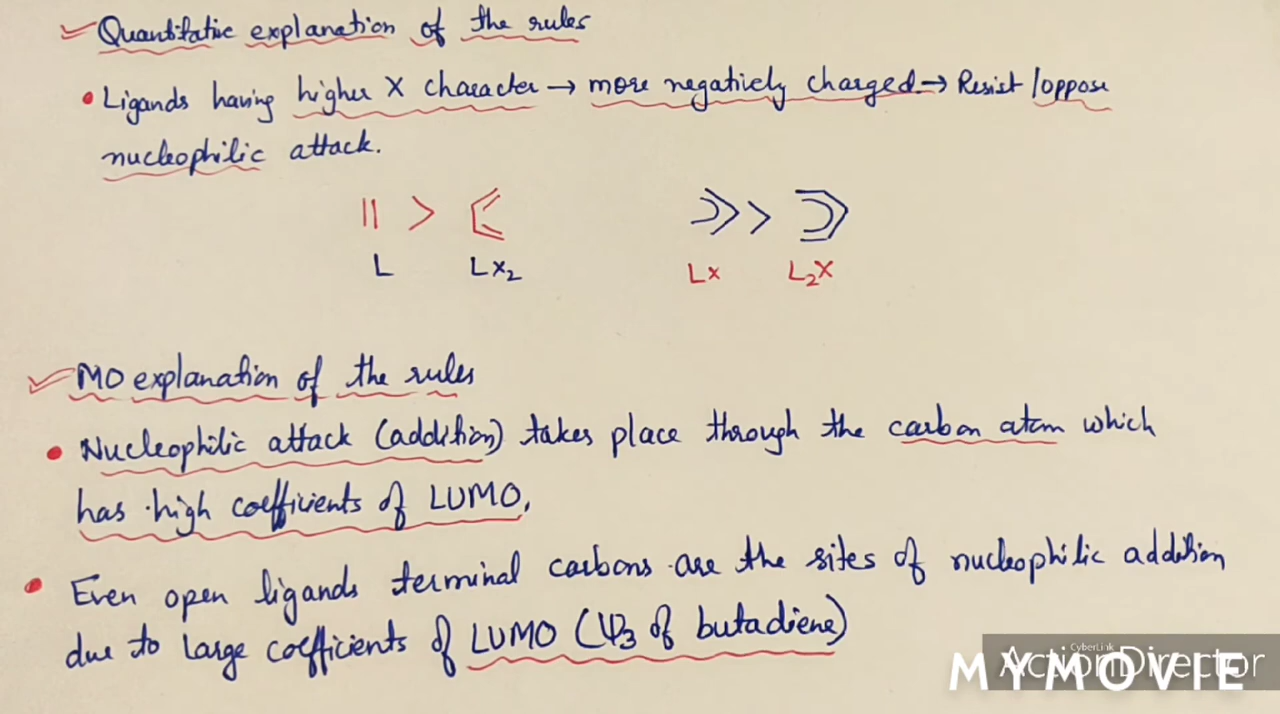 Quantitative explanation of the rules
• Ligands having higher X character → more negatively charged → Resist /oppose
nucleophilic attack.
>
>
L
LX₂
LX
L₂X
MO explanation of the rules
• Nucleophilic attack (addition) takes place through the carbon atom which
has high coefficients of LUMO.
• Even open ligands terminal carbons are the sites of nucleophilic addition
due to large coefficients of LUMO (Ψ₃ of butadiene)
CyberLink
ActionDirector
MYMOVIE